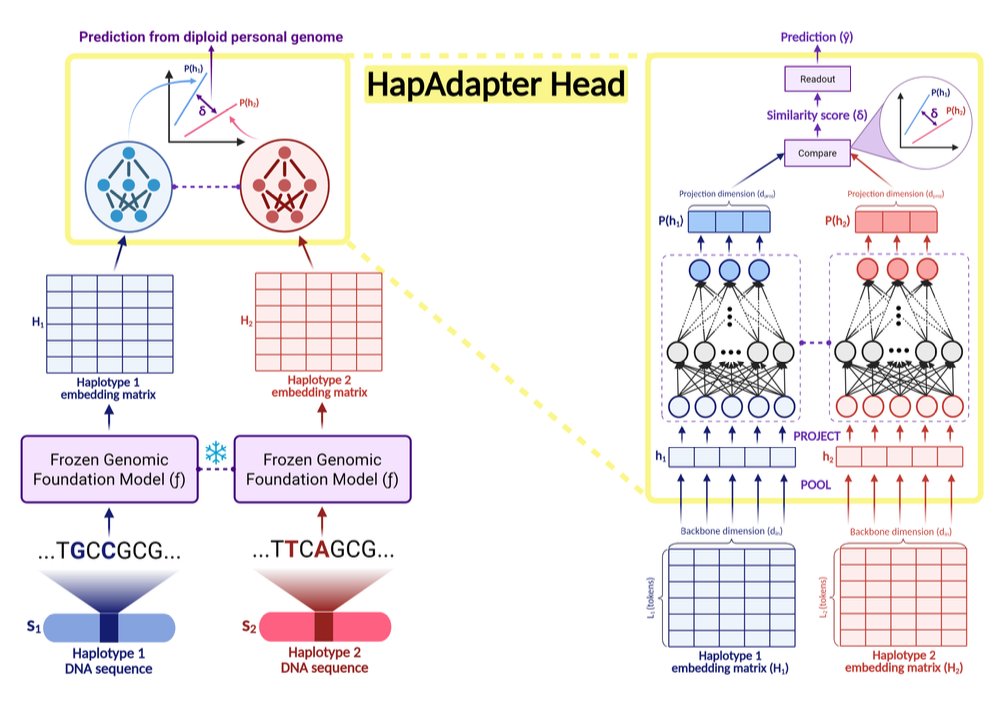 Prediction from diploid personal genome
HapAdapter Head
P(h₁)
P(h₂)
δ
H₁
Haplotype 1
embedding matrix
H₂
Haplotype 2
embedding matrix
Frozen Genomic
Foundation Model (ƒ)
Frozen Genomic
Foundation Model (ƒ)
...TGCCGCG...
...TTCAGCG...
S₁
Haplotype 1
DNA sequence
S₂
Haplotype 2
DNA sequence
Prediction (ŷ)
Readout
Similarity score (δ)
Compare
P(h₁)
δ
P(h₂)
Projection dimension (dₚᵣₒⱼ)
Projection dimension (dₚᵣₒⱼ)
P(h₁)
P(h₂)
PROJECT
h₁
h₂
POOL
Backbone dimension (dᵢₙ)
Backbone dimension (dᵢₙ)
L₁ (tokens)
L₂ (tokens)
Haplotype 1
embedding matrix (H₁)
Haplotype 2
embedding matrix (H₂)